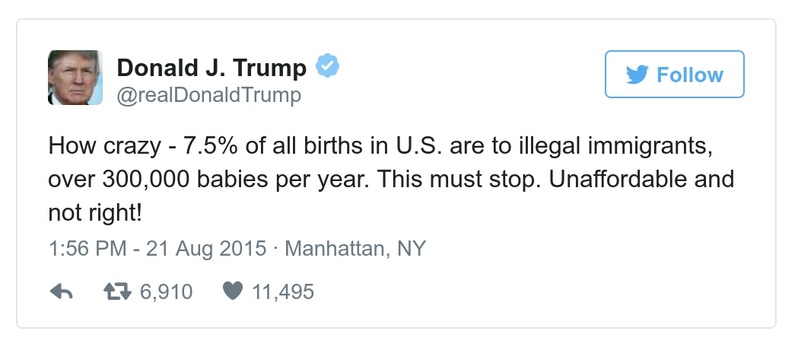 Donald J. Trump
@realDonaldTrump
Follow
How crazy - 7.5% of all births in U.S. are to illegal immigrants,
over 300,000 babies per year. This must stop. Unaffordable and
not right!
1:56 PM - 21 Aug 2015 · Manhattan, NY
6,910 11,495